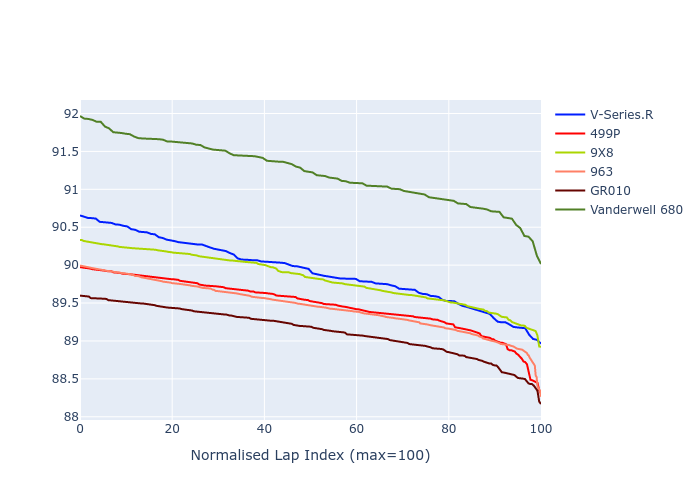 92
91.5
91
90.5
90
89.5
89
88.5
88
0 20 40 60 80 100
Normalised Lap Index (max=100)
V-Series.R
499P
9X8
963
GR010
Vanderwell 680